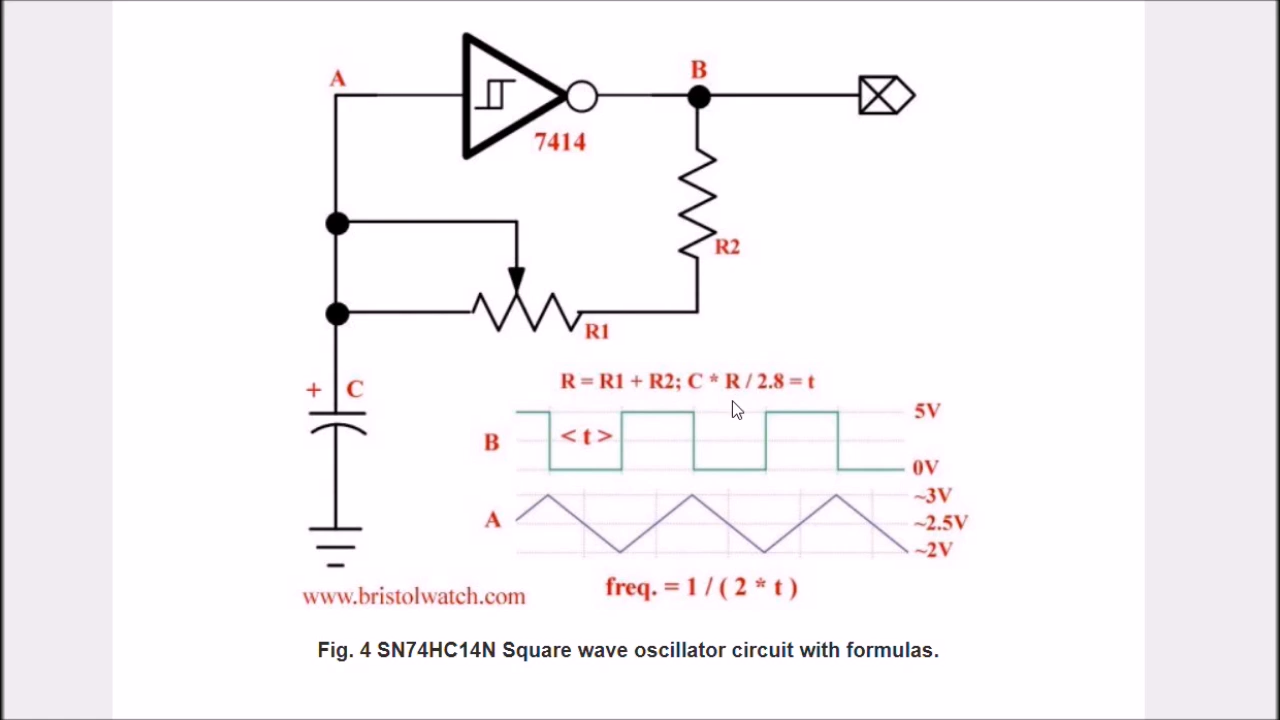 A
B
7414
R2
R1
+ C
R = R1 + R2; C * R / 2.8 = t
5V
B
< t >
0V
~3V
A
~2.5V
~2V
freq. = 1 / ( 2 * t )
www.bristolwatch.com
Fig. 4 SN74HC14N Square wave oscillator circuit with formulas.